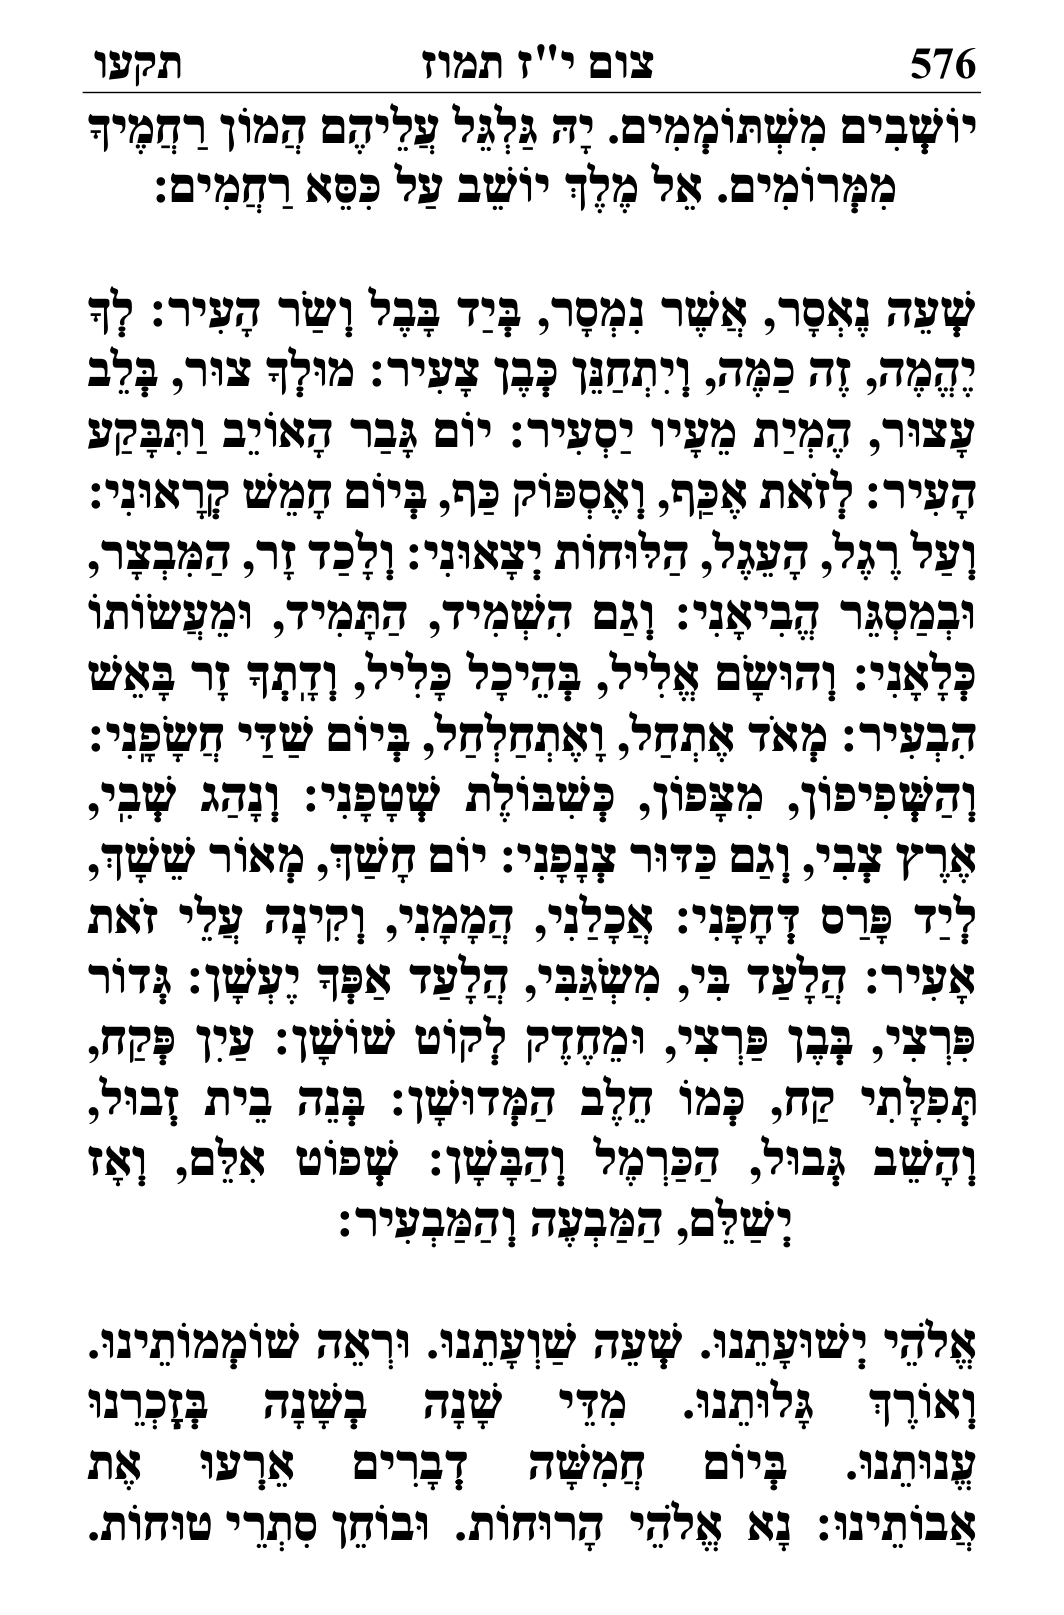 576 צום י"ז תמוז תקעו
יוֹשְׁבִים מִשְׁתּוֹמְמִים. יָהּ גַּלְגֵּל עֲלֵיהֶם הֲמוֹן רַחֲמֶיךָ
מִמְּרוֹמִים. אֵל מֶלֶךְ יוֹשֵׁב עַל כִּסֵּא רַחֲמִים:
שְׁעֵה נֶאְסָר, אֲשֶׁר נִמְסָר, בְּיַד בָּבֶל וְשַׂר הָעִיר: לְךָ
יֶהֱמֶה, זֶה כַמֶּה, וְיִתְחַנֵּן כְּבֶן צָעִיר: מוּלְךָ צוּר, בְּלֵב
עָצוּר, הֶמְיַת מֵעָיו יַסְעִיר: יוֹם גָּבַר הָאוֹיֵב וַתִּבָּקַע
הָעִיר: לְזֹאת אֶכַּף, וְאֶסְפּוֹק כַּף, בְּיוֹם חָמֵשׁ קְרָאוּנִי:
וְעַל רֶגֶל, הָעֵגֶל, הַלּוּחוֹת יְצָאוּנִי: וְלָכַד זָר, הַמִּבְצָר,
וּבְמַסְגֵּר הֱבִיאָנִי: וְגַם הִשְׁמִיד, הַתָּמִיד, וּמֵעֲשׂוֹתוֹ
כְּלָאָנִי: וְהוּשָׂם אֱלִיל, בְּהֵיכָל כָּלִיל, וְדָתְךָ זָר בָּאֵשׁ
הִבְעִיר: מְאֹד אֶתְחַל, וָאֶתְחַלְחַל, בְּיוֹם שַׁדַּי חֲשָׂפָנִי:
וְהַשְּׁפִיפוֹן, מִצָּפוֹן, כְּשִׁבּוֹלֶת שְׁטָפָנִי: וְנָהַג שְׁבִי,
אֶרֶץ צְבִי, וְגַם כַּדּוּר צְנָפָנִי: יוֹם חָשַׁךְ, מְאוֹר שֵׁשָׁךְ,
לְיַד פָּרַס דְּחָפָנִי: אֲכָלַנִי, הֲמָמָנִי, וְקִינָה עֲלֵי זֹאת
אָעִיר: הֲלָעַד בִּי, מִשְׂגַּבִּי, הֲלָעַד אַפְּךָ יֶעְשָׁן: גְּדוֹר
פִּרְצִי, בְּבֶן פַּרְצִי, וּמֵחֶדֶק לְקוֹט שׁוֹשָׁן: עַיִן פְּקַח,
תְּפִלָּתִי קַח, כְּמוֹ חֵלֶב הַמְּדוּשָׁן: בְּנֵה בֵית זְבוּל,
וְהָשֵׁב גְּבוּל, הַכַּרְמֶל וְהַבָּשָׁן: שְׁפוֹט אִלֵּם, וְאָז
יְשַׁלֵּם, הַמַּבְעֶה וְהַמַּבְעִיר:
אֱלֹהֵי יְשׁוּעָתֵנוּ. שְׁעֵה שַׁוְעָתֵנוּ. וּרְאֵה שׁוֹמְמוֹתֵינוּ.
וְאוֹרֶךְ גָּלוּתֵנוּ. מִדֵּי שָׁנָה בְשָׁנָה בְּזָכְרֵנוּ
עֱנוּתֵנוּ. בְּיוֹם חֲמִשָּׁה דְבָרִים אֵרְעוּ אֶת
אֲבוֹתֵינוּ: נָא אֱלֹהֵי הָרוּחוֹת. וּבוֹחֵן סִתְרֵי טוּחוֹת.